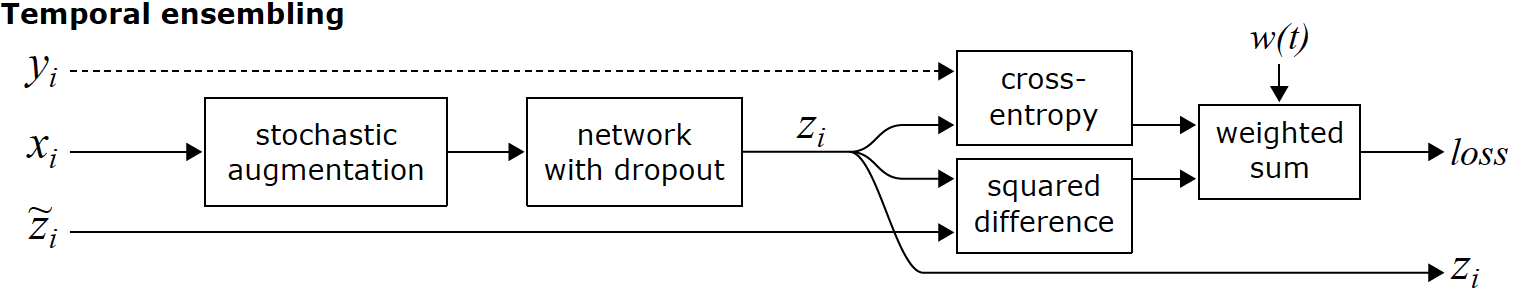 Temporal ensembling
w(t)
y_i
cross-
entropy
x_i
stochastic
augmentation
network
with dropout
z_i
weighted
sum
loss
z̃_i
squared
difference
z_i